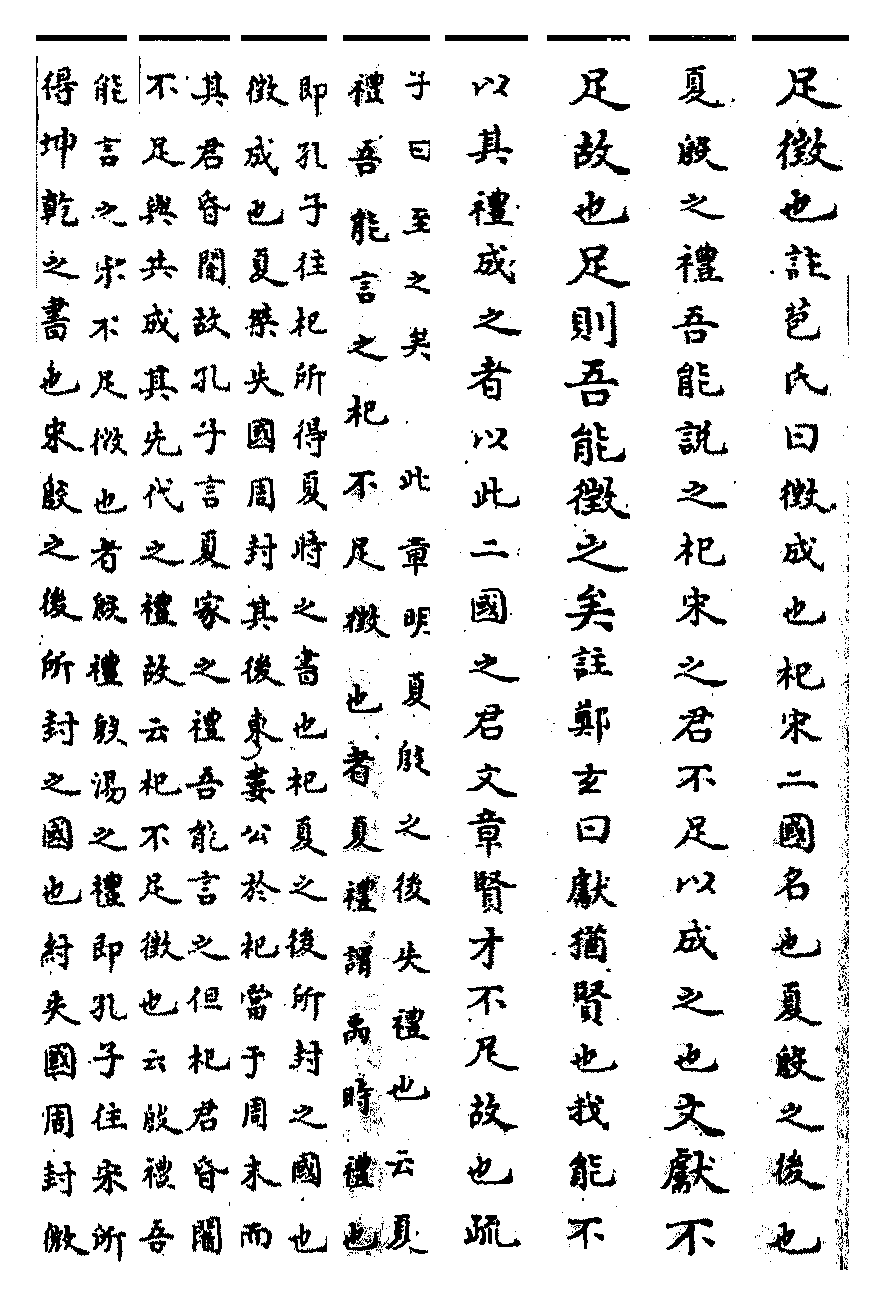 足徵也註苞氏曰徵成也杞宋二國名也夏殷之後也
夏殷之禮吾能說之杞宋之君不足以成之也文獻不
足故也足則吾能徵之矣註鄭玄曰獻猶賢也我能不
以其禮成之者以此二國之君文章賢才不足故也疏
子曰至之矣 此章明夏殷之後失禮也云夏
禮吾能言之杞不足徵也者夏禮謂禹時禮也
即孔子往杞所得夏時之書也杞夏之後所封之國也
徵成也夏桀失國周封其後東婁公於杞當于周末而
其君昏闇故孔子言夏家之禮吾能言之但杞君昏闇
不足與共成其先代之禮故云杞不足徵也云殷禮吾
能言之宋不足徵也者殷禮殷湯之禮即孔子往宋所
得坤乾之書也宋殷之後所封之國也紂失國周封微